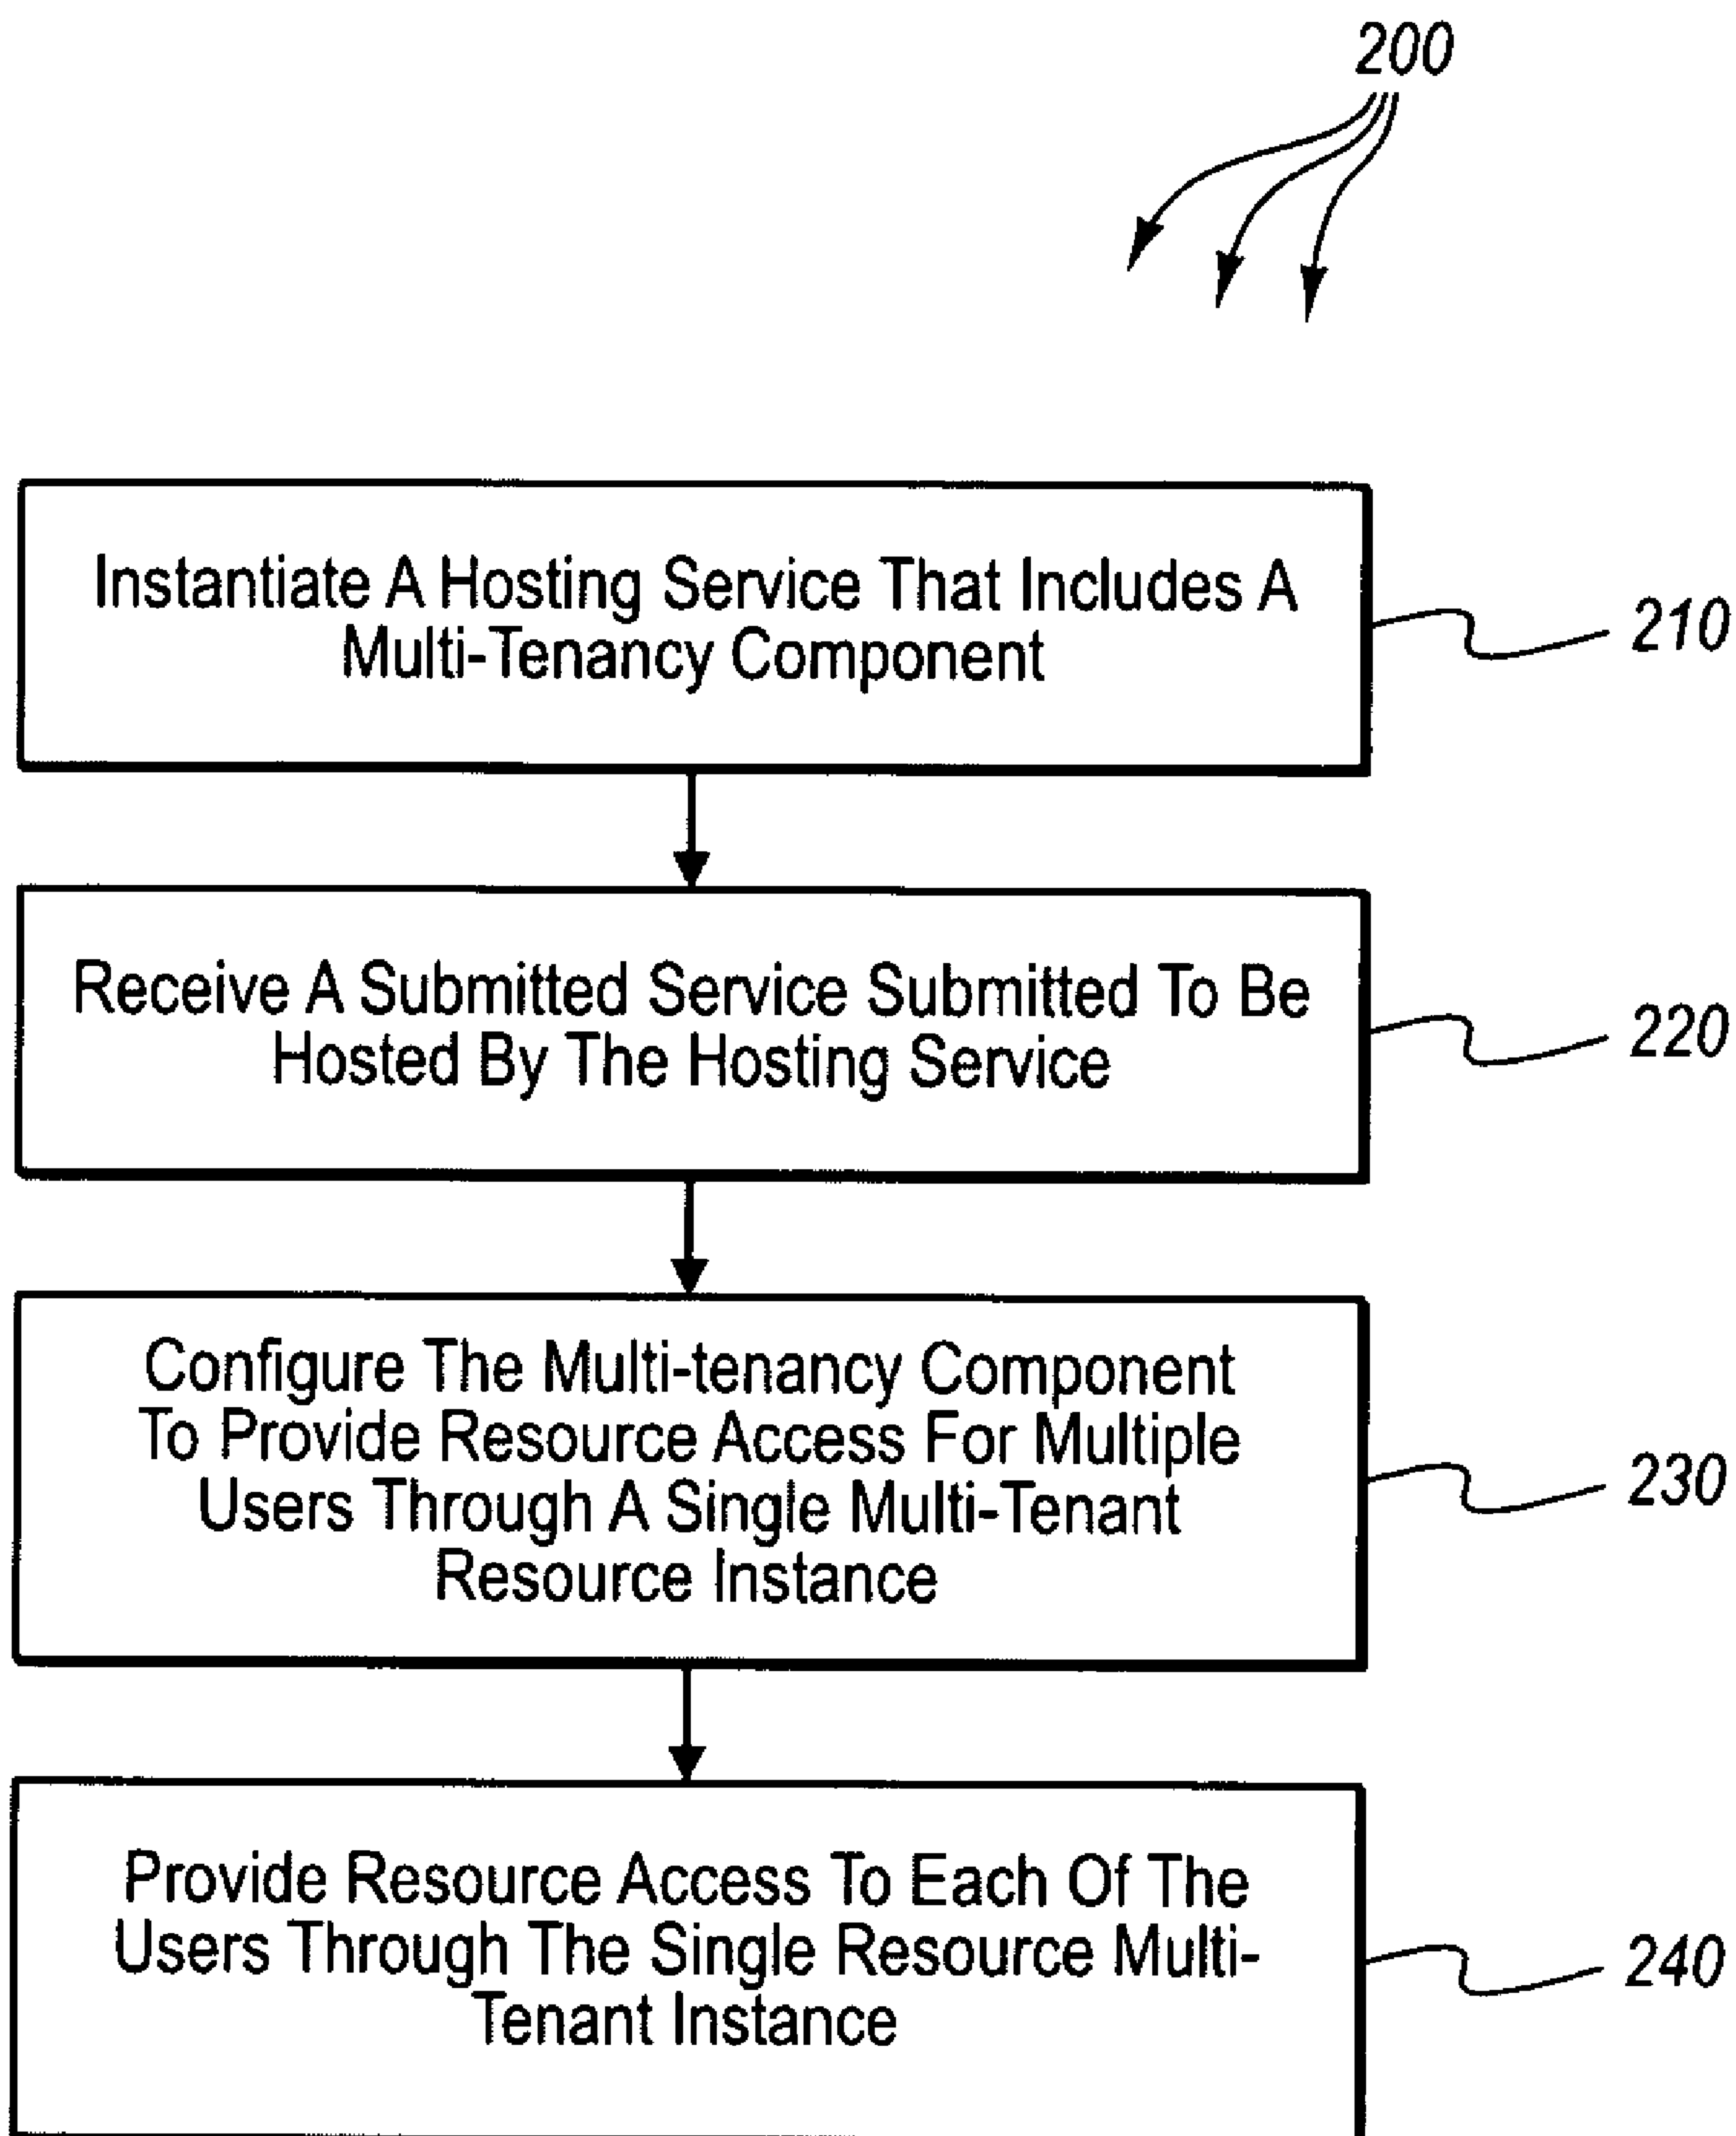 200
Instantiate A Hosting Service That Includes A
Multi-Tenancy Component
210
Receive A Submitted Service Submitted To Be
Hosted By The Hosting Service
220
Configure The Multi-tenancy Component
To Provide Resource Access For Multiple
Users Through A Single Multi-Tenant
Resource Instance
230
Provide Resource Access To Each Of The
Users Through The Single Resource Multi-
Tenant Instance
240